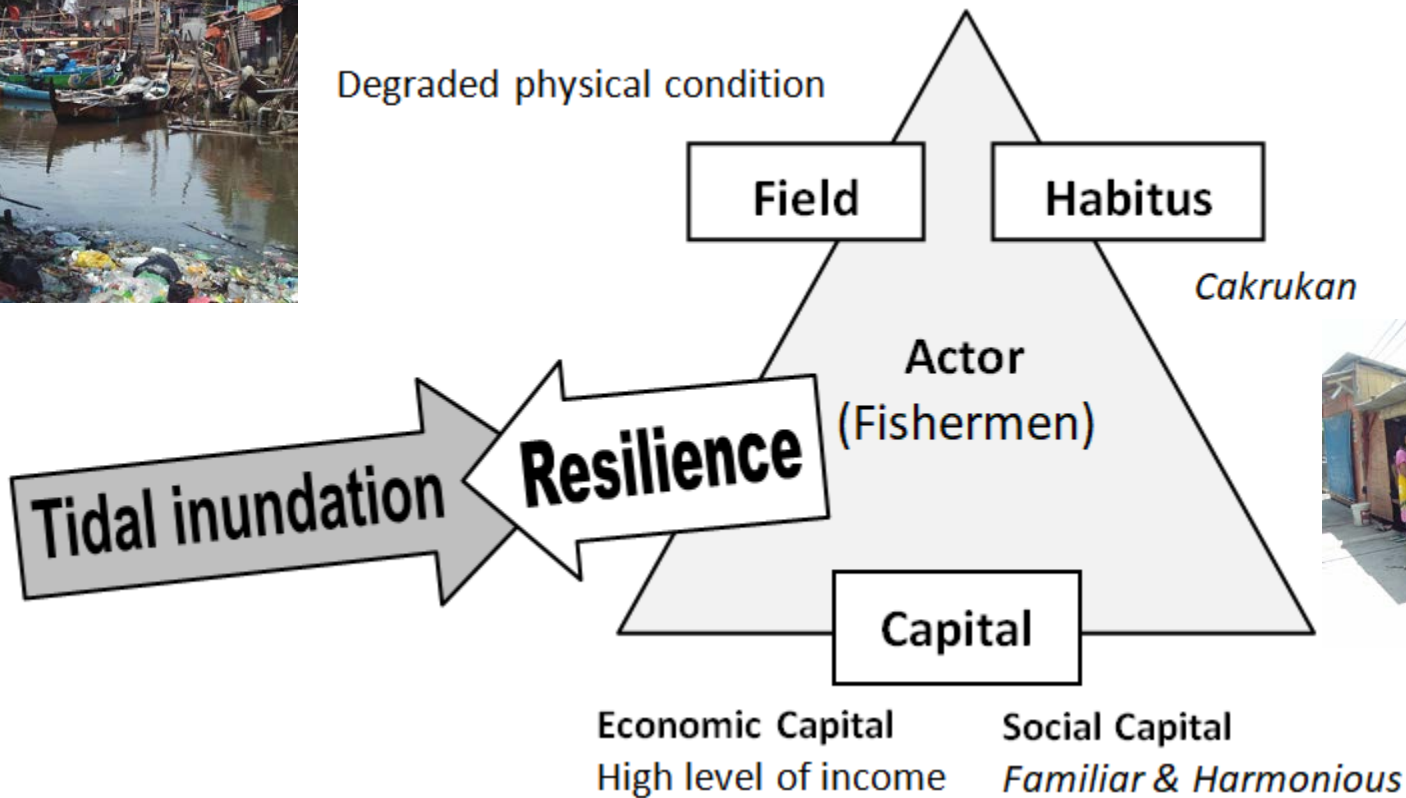 Degraded physical condition
Field
Habitus
Cakrukan
Actor
(Fishermen)
Tidal inundation
Resilience
Capital
Economic Capital
High level of income
Social Capital
Familiar & Harmonious